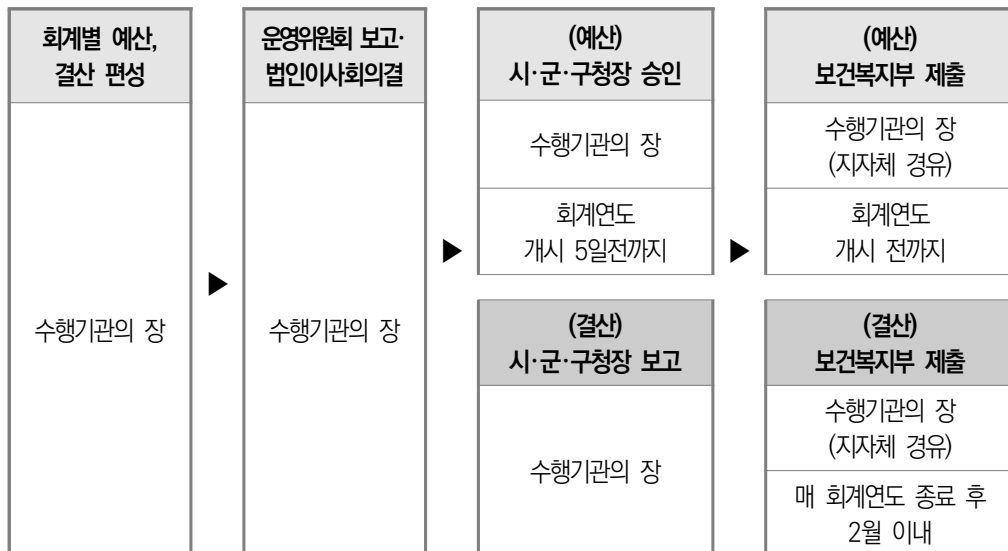 회계별 예산,
결산 편성
수행기관의 장
▶
운영위원회 보고·
법인이사회의결
수행기관의 장
▶
(예산)
시·군·구청장 승인
수행기관의 장
회계연도
개시 5일전까지
▶
(예산)
보건복지부 제출
수행기관의 장
(지자체 경유)
회계연도
개시 전까지
(결산)
시·군·구청장 보고
수행기관의 장
(결산)
보건복지부 제출
수행기관의 장
(지자체 경유)
매 회계연도 종료 후
2월 이내